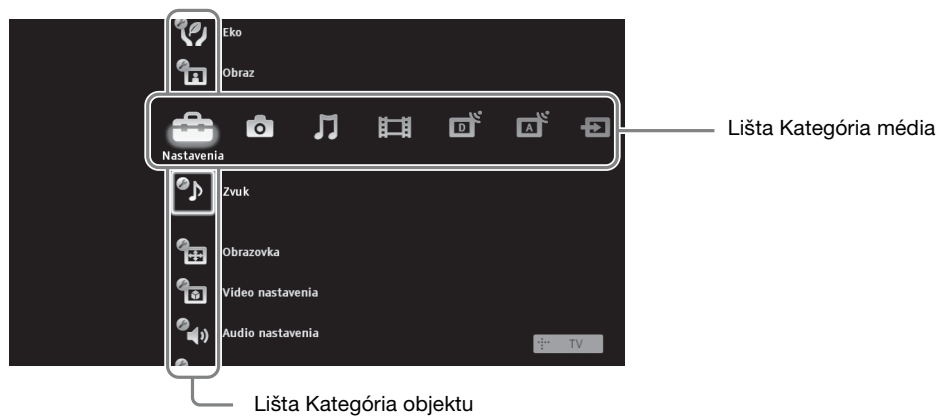 Eko
Obraz
Lišta Kategória média
D
A
Nastavenia
Zvuk
Obrazovka
Video nastavenia
Audio nastavenia
TV
Lišta Kategória objektu